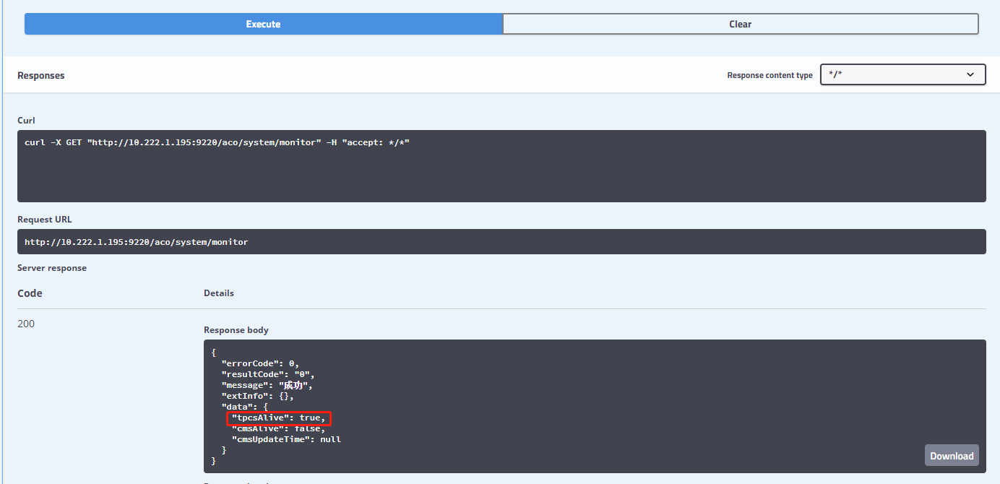 Execute
Clear
Responses
Response content type
*/*
Curl
curl -X GET "http://10.222.1.195:9220/aco/system/monitor" -H "accept: */*"
Request URL
http://10.222.1.195:9220/aco/system/monitor
Server response
Code
Details
200
Response body
{
"errorCode": 0,
"resultCode": "0",
"message": "成功",
"extInfo": {},
"data": {
"tpcsAlive": true,
"cmsAlive": false,
"cmsUpdateTime": null
}
}
Download